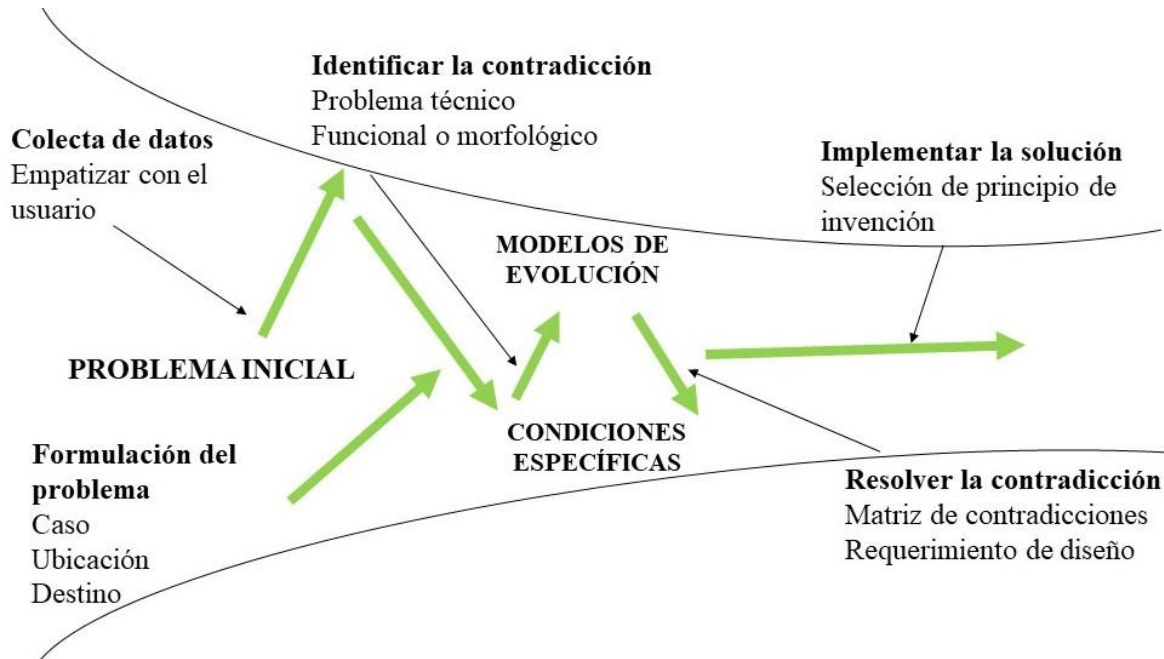 Identificar la contradicción
Problema técnico
Funcional o morfológico
Colecta de datos
Empatizar con el
usuario
Implementar la solución
Selección de principio de
invención
MODELOS DE
EVOLUCIÓN
PROBLEMA INICIAL
CONDICIONES
ESPECÍFICAS
Formulación del
problema
Caso
Ubicación
Destino
Resolver la contradicción
Matriz de contradicciones
Requerimiento de diseño